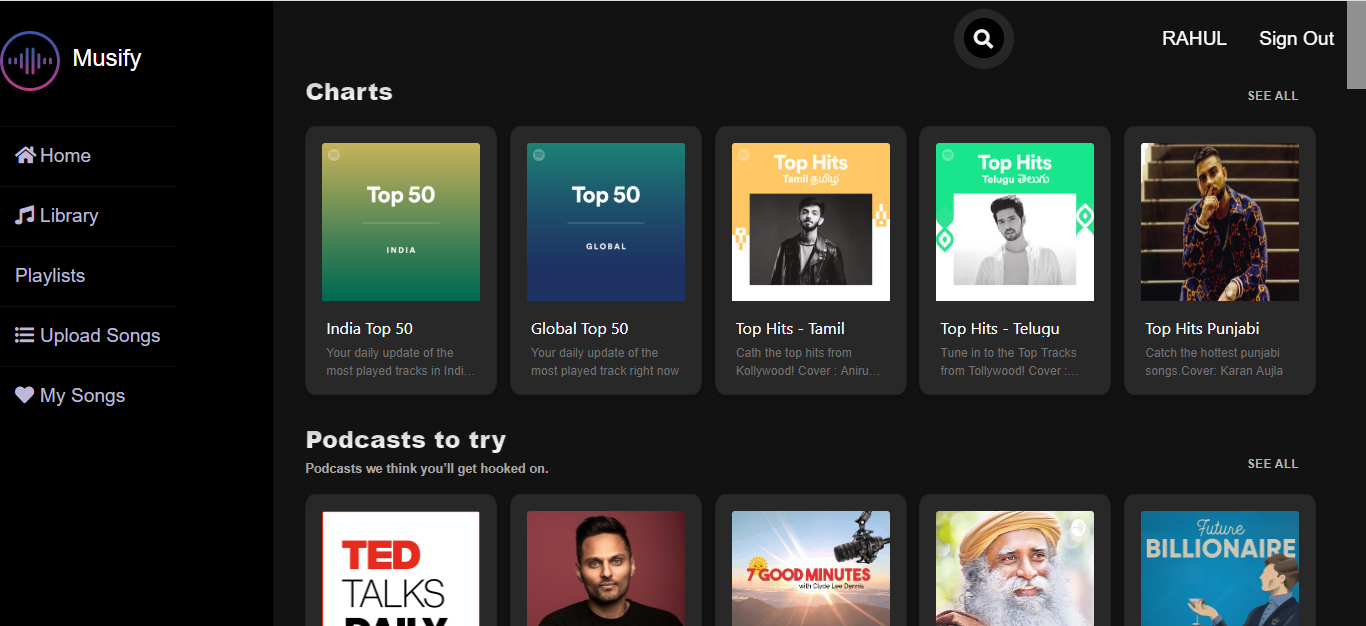 Musify
RAHUL
Sign Out
Home
Library
Playlists
Upload Songs
My Songs
Charts
SEE ALL
Top 50
INDIA
Top 50
GLOBAL
Top Hits
Tamil தமிழ்
Top Hits
Telugu తెలుగు
India Top 50
Your daily update of the
most played tracks in Indi...
Global Top 50
Your daily update of the
most played track right now
Top Hits - Tamil
Cath the top hits from
Kollywood! Cover : Aniru...
Top Hits - Telugu
Tune in to the Top Tracks
from Tollywood! Cover :...
Top Hits Punjabi
Catch the hottest punjabi
songs.Cover: Karan Aujla
Podcasts to try
Podcasts we think you’ll get hooked on.
SEE ALL
TED
TALKS
DAILY
7 GOOD MINUTES
with Clyde Lee Dennis
Future
BILLIONAIRE